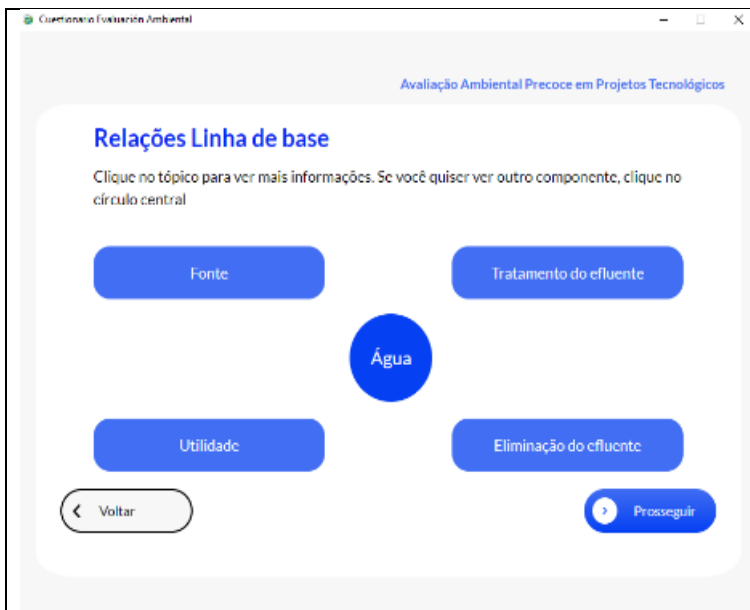 Cuestionario Evaluación Ambiental
Avaliação Ambiental Precoce em Projetos Tecnológicos
Relações Linha de base
Clique no tópico para ver mais informações. Se você quiser ver outro componente, clique no
círculo central
Fonte
Tratamento do efluente
Água
Utilidade
Eliminação do efluente
Voltar
Prosseguir